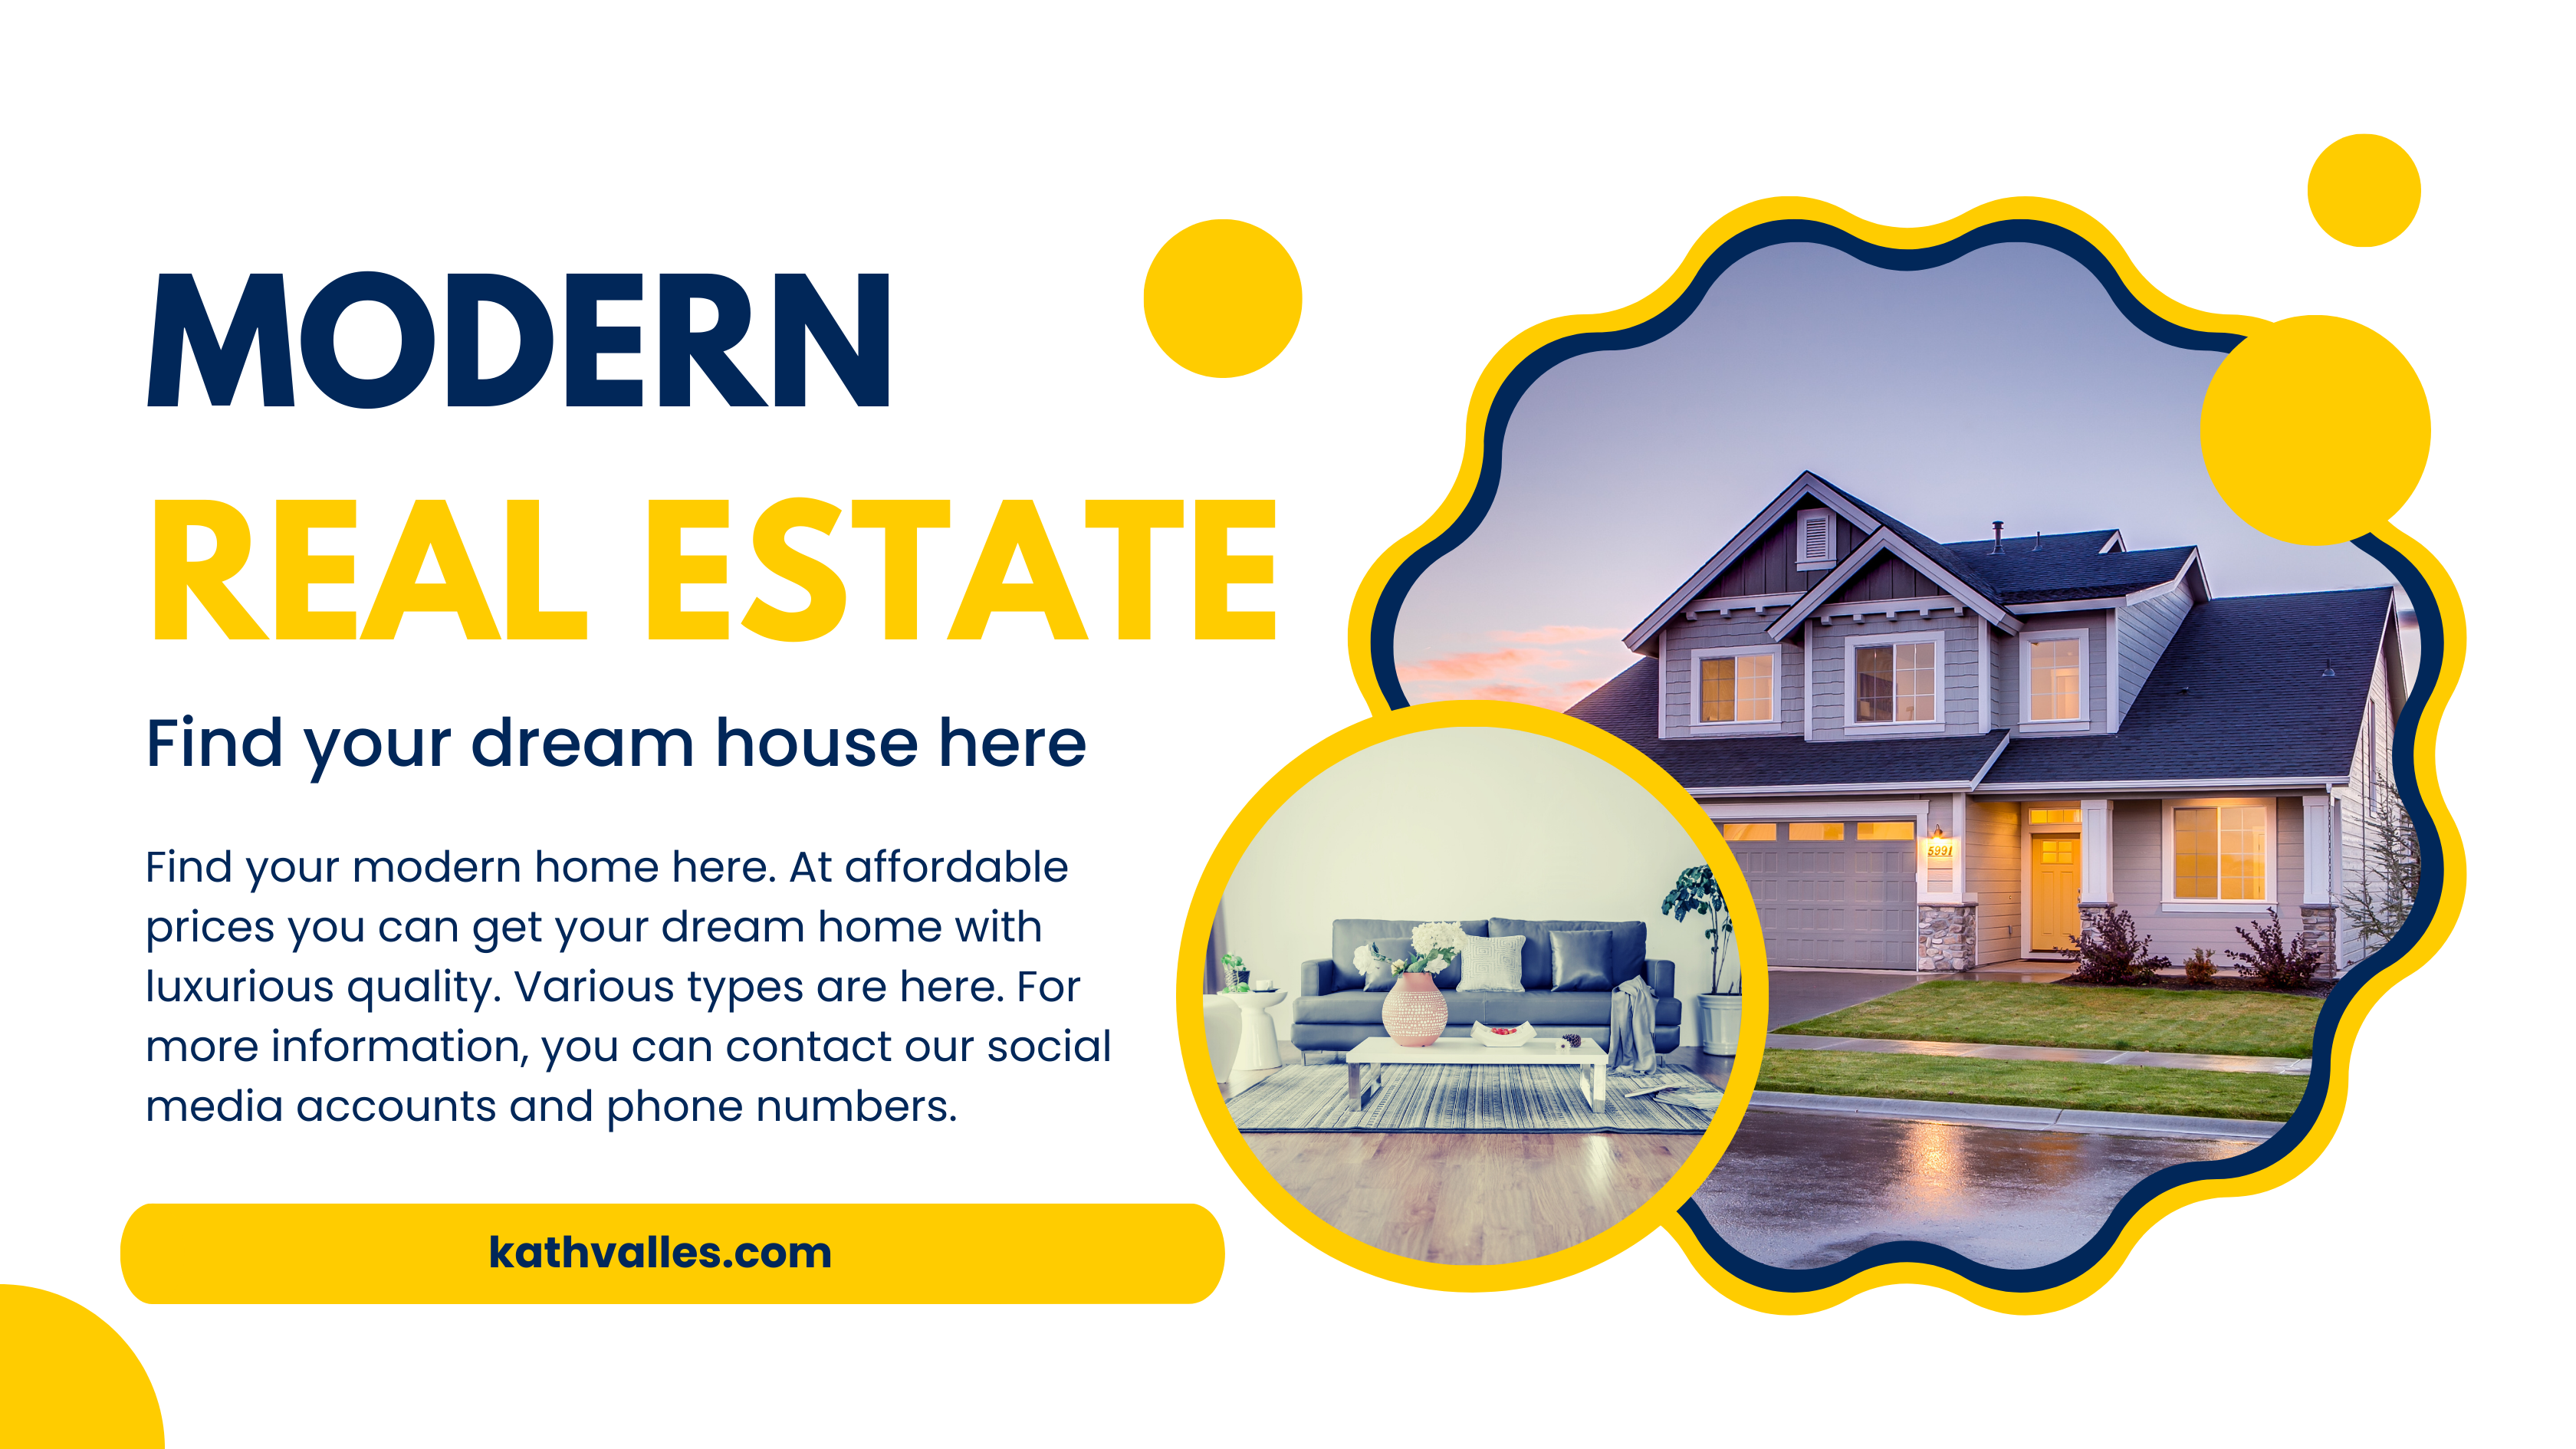 MODERN
REAL ESTATE
Find your dream house here
Find your modern home here. At affordable
prices you can get your dream home with
luxurious quality. Various types are here. For
more information, you can contact our social
media accounts and phone numbers.
kathvalles.com
5991